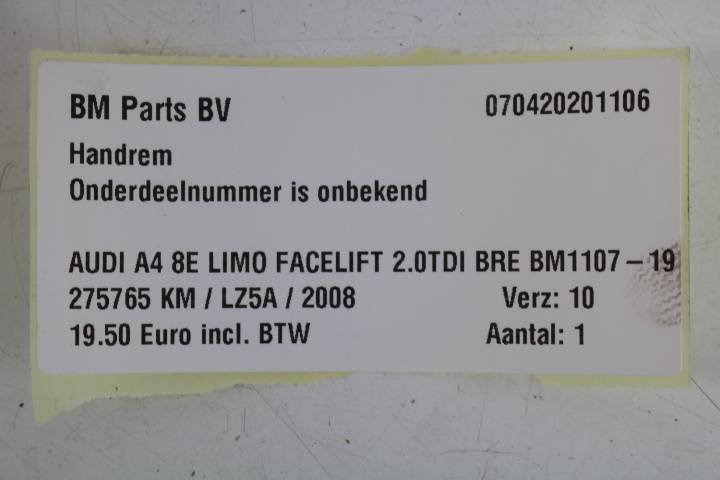 BM Parts BV 070420201106
Handrem
Onderdeelnummer is onbekend
AUDI A4 8E LIMO FACELIFT 2.0TDI BRE BM1107 – 19
275765 KM / LZ5A / 2008 Verz: 10
19.50 Euro incl. BTW Aantal: 1